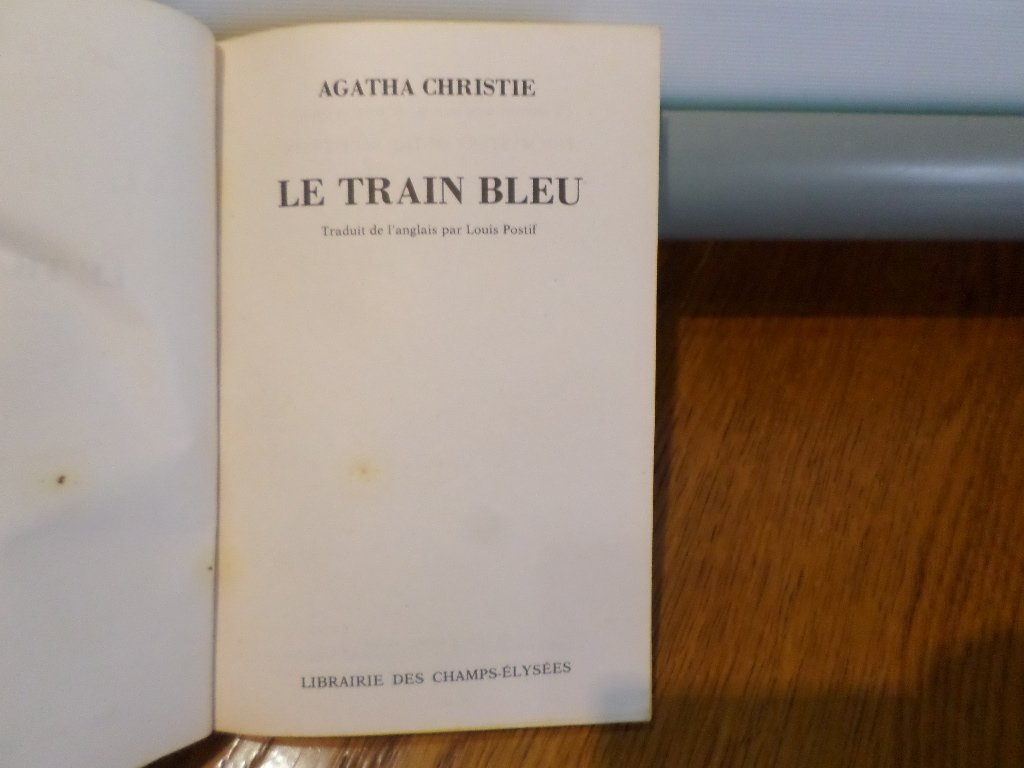 AGATHA CHRISTIE
LE TRAIN BLEU
Traduit de l'anglais par Louis Postif
LIBRAIRIE DES CHAMPS-ÉLYSÉES